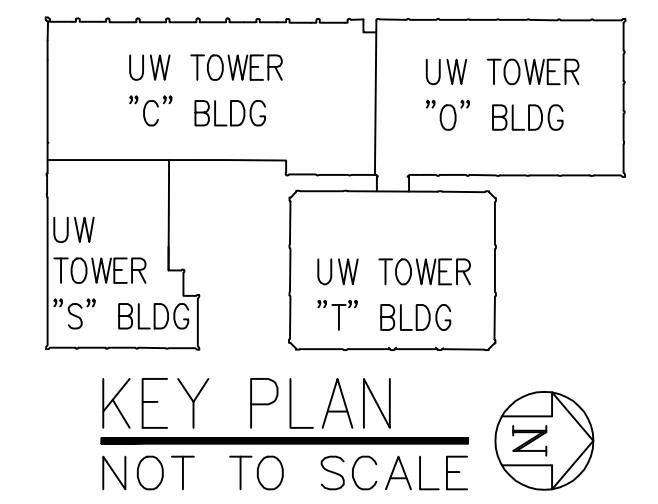 UW TOWER
"C" BLDG
UW TOWER
"O" BLDG
UW
TOWER
"S" BLDG
UW TOWER
"T" BLDG
KEY PLAN
NOT TO SCALE
N